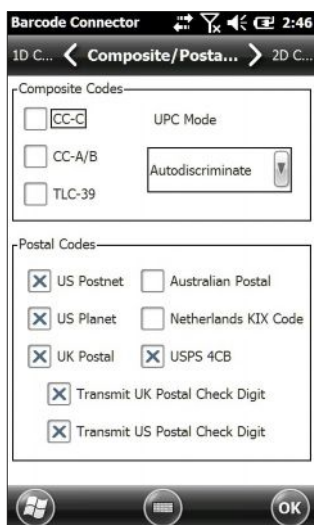 Barcode Connector 2:46
1D C... Composite/Posta... 2D C...
Composite Codes
CC-C UPC Mode
CC-A/B
Autodiscriminate
TLC-39
Postal Codes
US Postnet Australian Postal
US Planet Netherlands KIX Code
UK Postal USPS 4CB
Transmit UK Postal Check Digit
Transmit US Postal Check Digit
OK